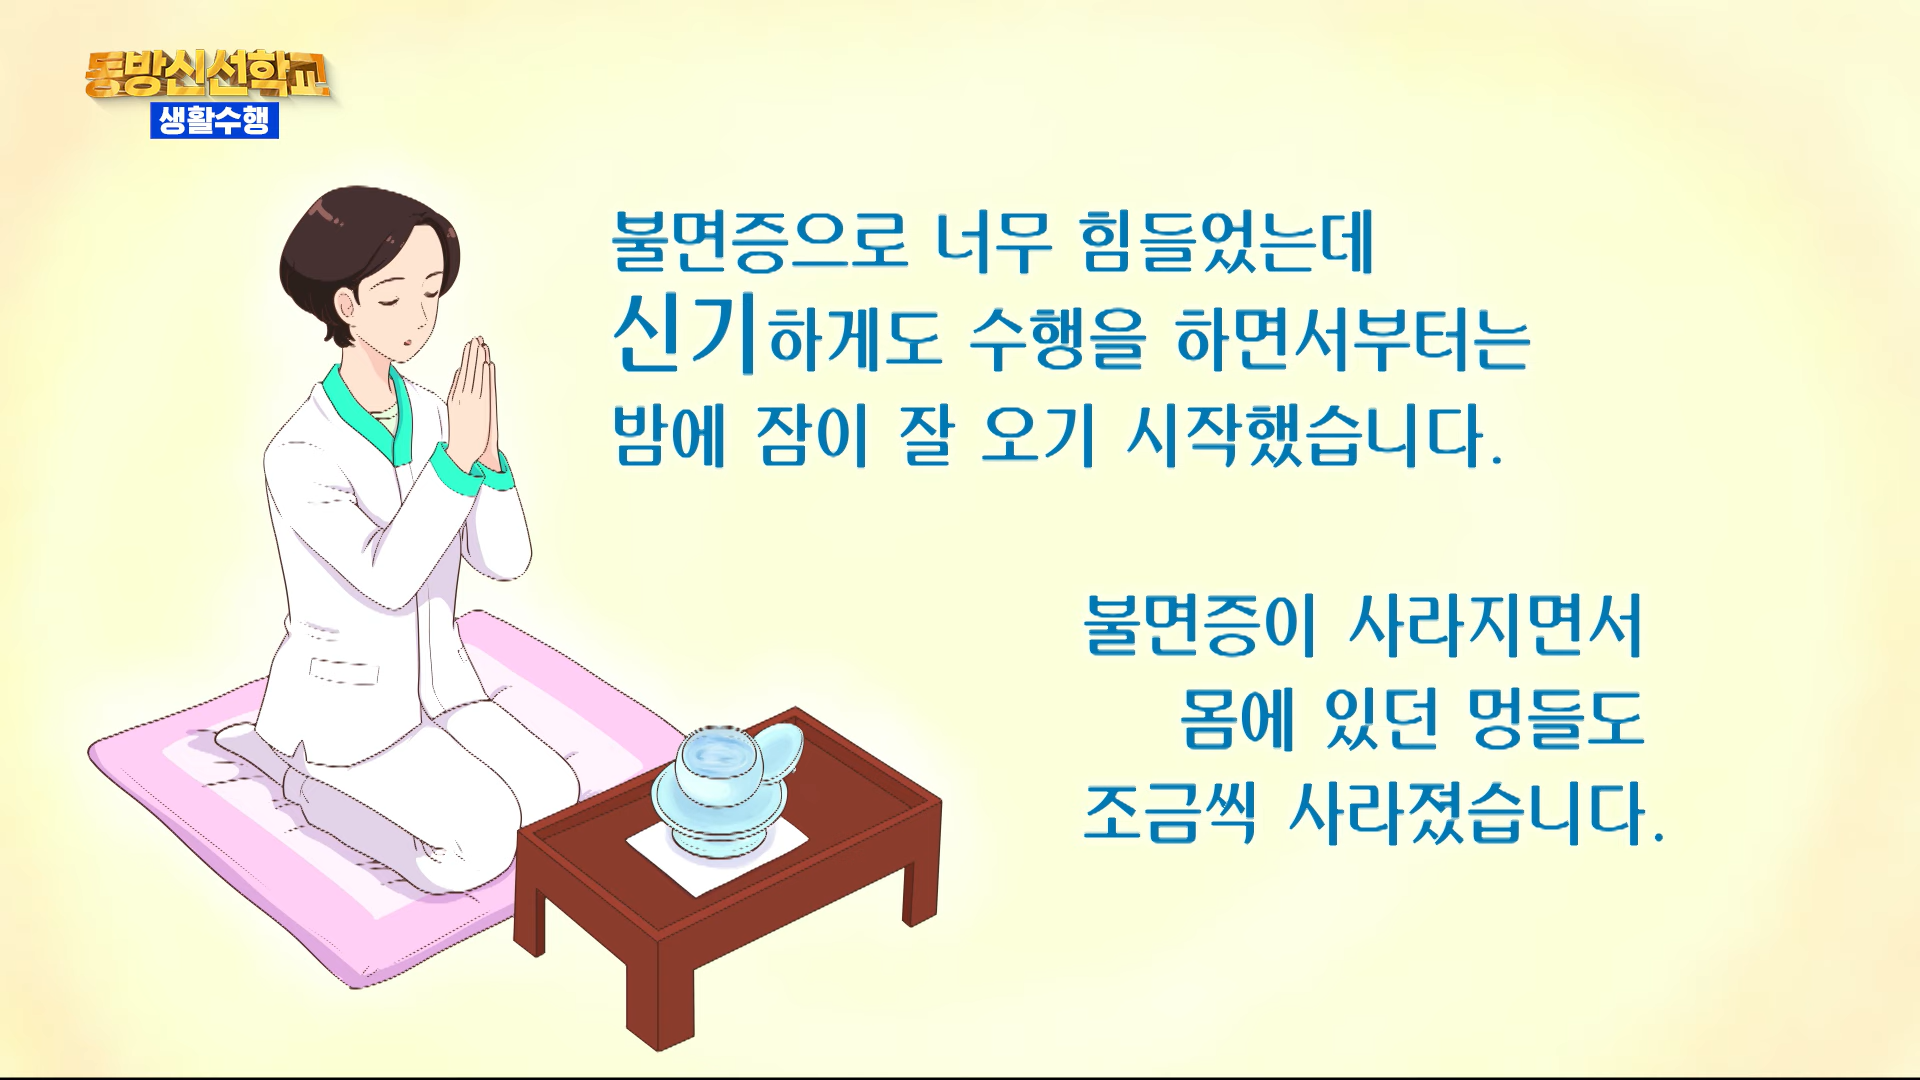 동방신선학교
생활수행
불면증으로 너무 힘들었는데
신기하게도 수행을 하면서부터는
밤에 잠이 잘 오기 시작했습니다.
불면증이 사라지면서
몸에 있던 멍들도
조금씩 사라졌습니다.